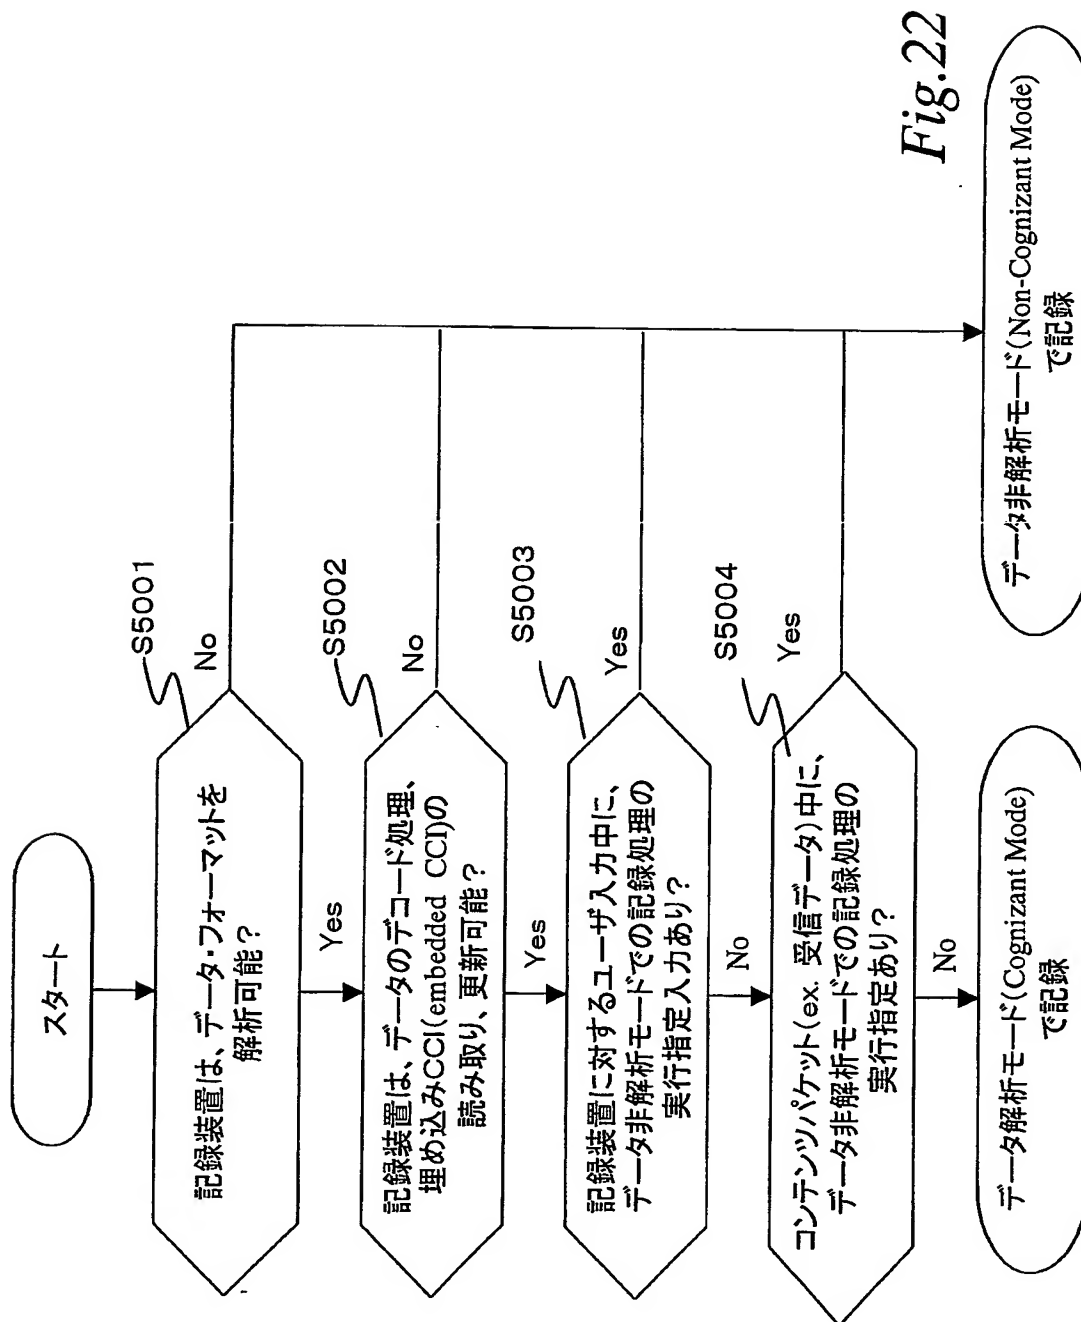 Fig.22
スタート
記録装置は、データ・フォーマットを
解析可能?
S5001
No
Yes
記録装置は、データのデコード処理、
埋め込みCCI(embedded CCI)の
読み取り、更新可能?
S5002
No
Yes
記録装置に対するユーザ入力中に、
データ非解析モードでの記録処理の
実行指定入力あり?
S5003
Yes
No
コンテンツパケット(ex. 受信データ)中に、
データ非解析モードでの記録処理の
実行指定あり?
S5004
Yes
No
データ解析モード(Cognizant Mode)
で記録
データ非解析モード(Non-Cognizant Mode)
で記録